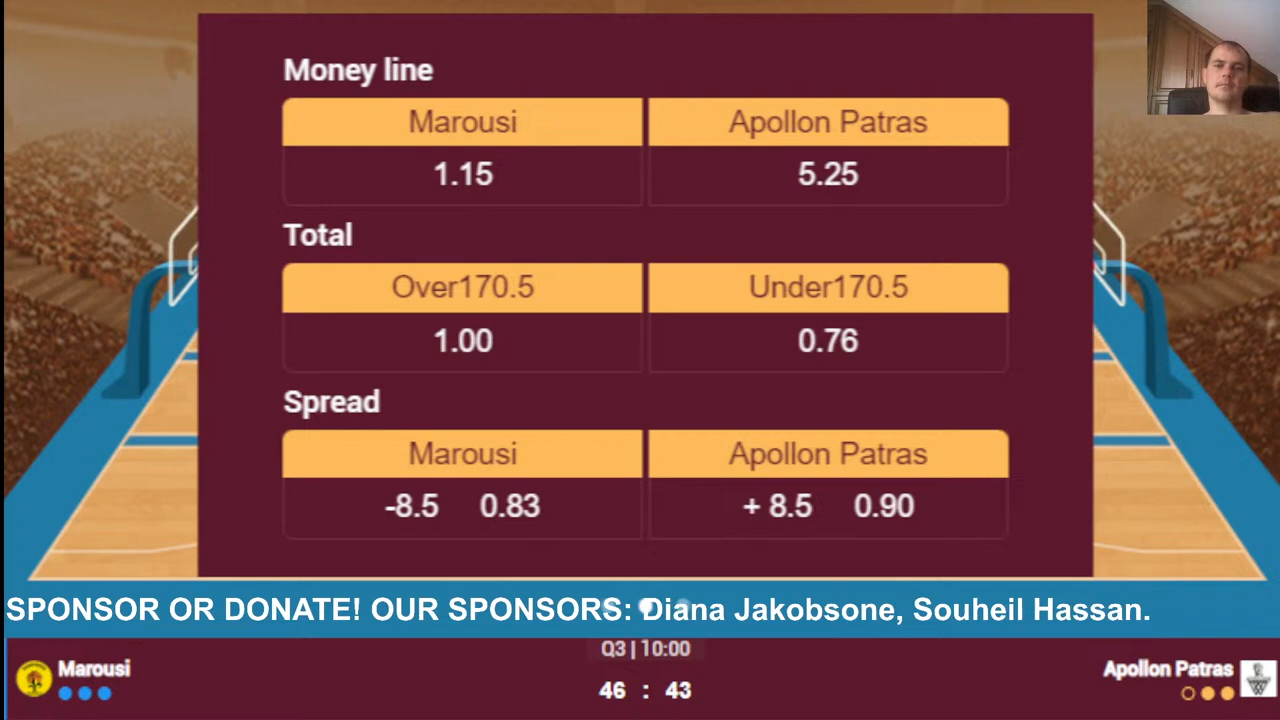 Money line
Marousi Apollon Patras
1.15 5.25
Total
Over170.5 Under170.5
1.00 0.76
Spread
Marousi Apollon Patras
-8.5 0.83 + 8.5 0.90
SPONSOR OR DONATE! OUR SPONSORS: Diana Jakobsone, Souheil Hassan.
Q3 | 10:00
Marousi 46 : 43 Apollon Patras